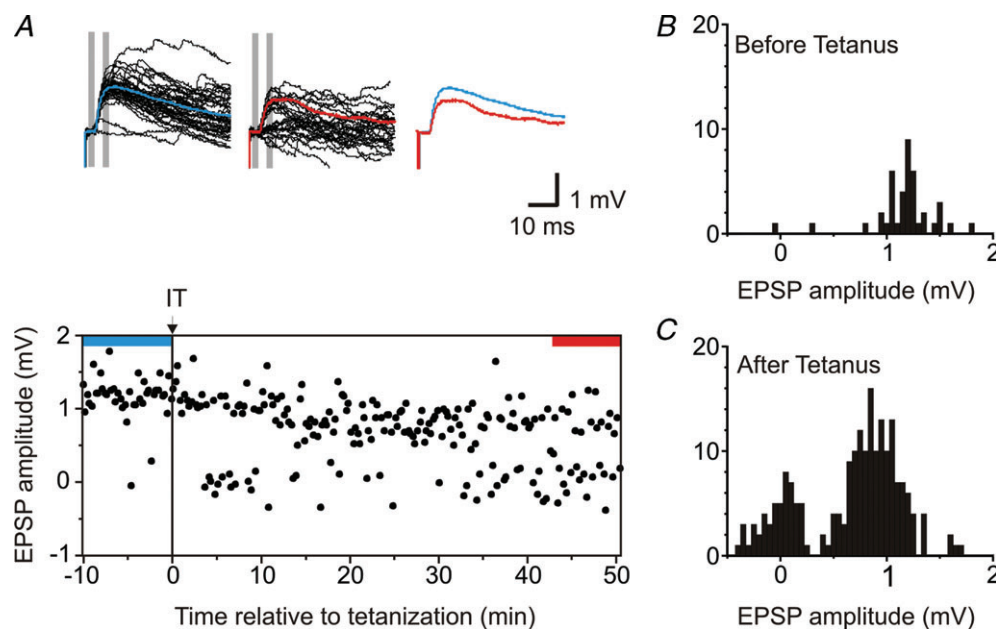 A
1 mV
10 ms
IT
EPSP amplitude (mV)
2
1
0
-1
-10
0
10
20
30
40
50
Time relative to tetanization (min)
B
20
Before Tetanus
10
0
0
1
2
EPSP amplitude (mV)
C
20
After Tetanus
10
0
0
1
2
EPSP amplitude (mV)